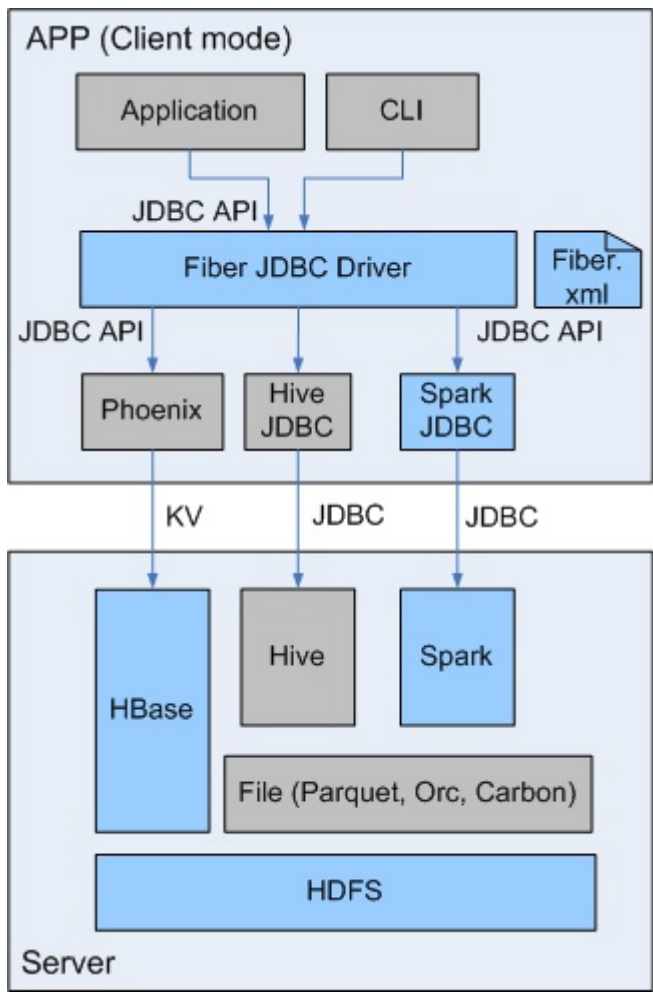 APP (Client mode)
Application
CLI
JDBC API
Fiber JDBC Driver
Fiber.
xml
JDBC API
JDBC API
Phoenix
Hive
JDBC
Spark
JDBC
KV
JDBC
JDBC
HBase
Hive
Spark
File (Parquet, Orc, Carbon)
HDFS
Server